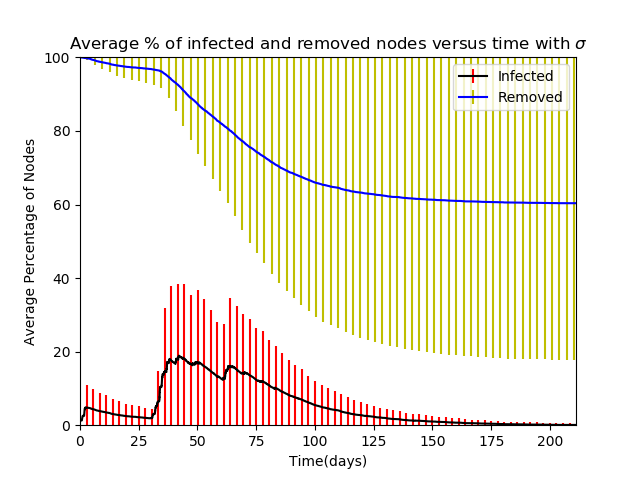 Average % of infected and removed nodes versus time with σ
Average Percentage of Nodes
100
80
60
40
20
0
Infected
Removed
0 25 50 75 100 125 150 175 200
Time(days)